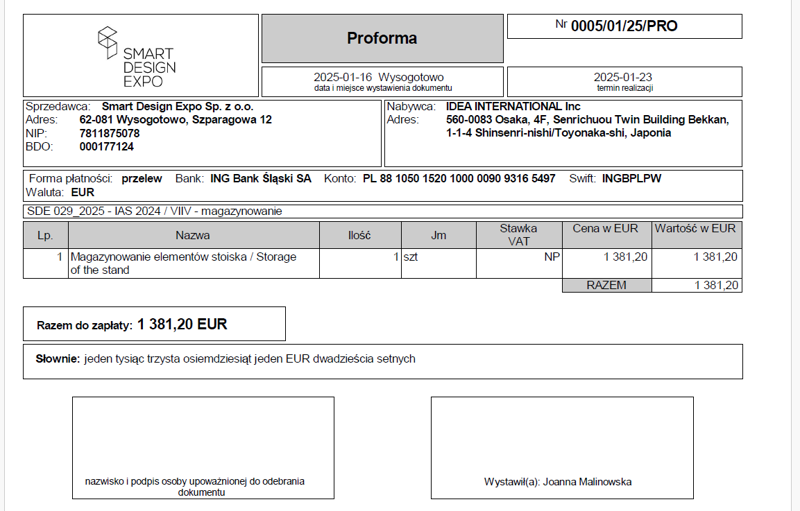 SMART
DESIGN
EXPO
Proforma
Nr 0005/01/25/PRO
2025-01-16 Wysogotowo
data i miejsce wystawienia dokumentu
2025-01-23
termin realizacji
Sprzedawca: Smart Design Expo Sp. z o.o.
Adres: 62-081 Wysogotowo, Szparagowa 12
NIP: 7811875078
BDO: 000177124
Nabywca: IDEA INTERNATIONAL Inc
Adres: 560-0083 Osaka, 4F, Senrichuou Twin Building Bekkan,
1-1-4 Shinsenri-nishi/Toyonaka-shi, Japonia
Forma płatności: przelew Bank: ING Bank Śląski SA Konto: PL 88 1050 1520 1000 0090 9316 5497 Swift: INGBPLPW
Waluta: EUR
SDE 029_2025 - IAS 2024 / VIIV - magazynowanie
Lp. Nazwa Ilość Jm Stawka VAT Cena w EUR Wartość w EUR
1 Magazynowanie elementów stoiska / Storage 1 szt NP 1 381,20 1 381,20
of the stand
RAZEM 1 381,20
Razem do zapłaty: 1 381,20 EUR
Słownie: jeden tysiąc trzysta osiemdziesiąt jeden EUR dwadzieścia setnych
nazwisko i podpis osoby upoważnionej do odebrania
dokumentu
Wystawił(a): Joanna Malinowska